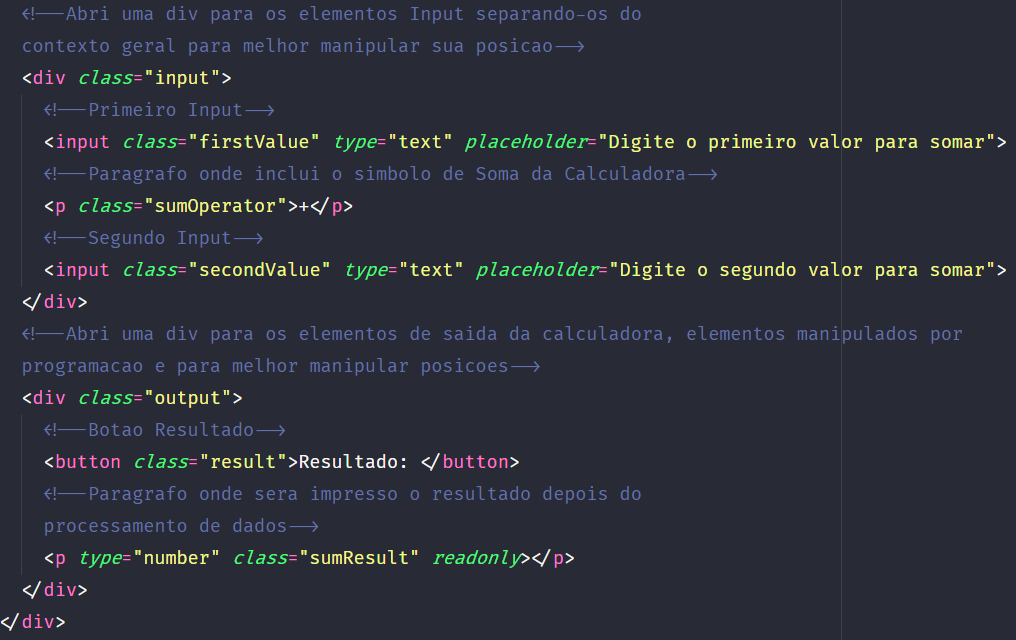 <!--Abri uma div para os elementos Input separando-os do
contexto geral para melhor manipular sua posicao-->
<div class="input">
<!--Primeiro Input-->
<input class="firstValue" type="text" placeholder="Digite o primeiro valor para somar">
<!--Paragrafo onde inclui o simbolo de Soma da Calculadora-->
<p class="sumOperator">+</p>
<!--Segundo Input-->
<input class="secondValue" type="text" placeholder="Digite o segundo valor para somar">
</div>
<!--Abri uma div para os elementos de saida da calculadora, elementos manipulados por
programacao e para melhor manipular posicoes-->
<div class="output">
<!--Botao Resultado-->
<button class="result">Resultado: </button>
<!--Paragrafo onde sera impresso o resultado depois do
processamento de dados-->
<p type="number" class="sumResult" readonly></p>
</div>
</div>